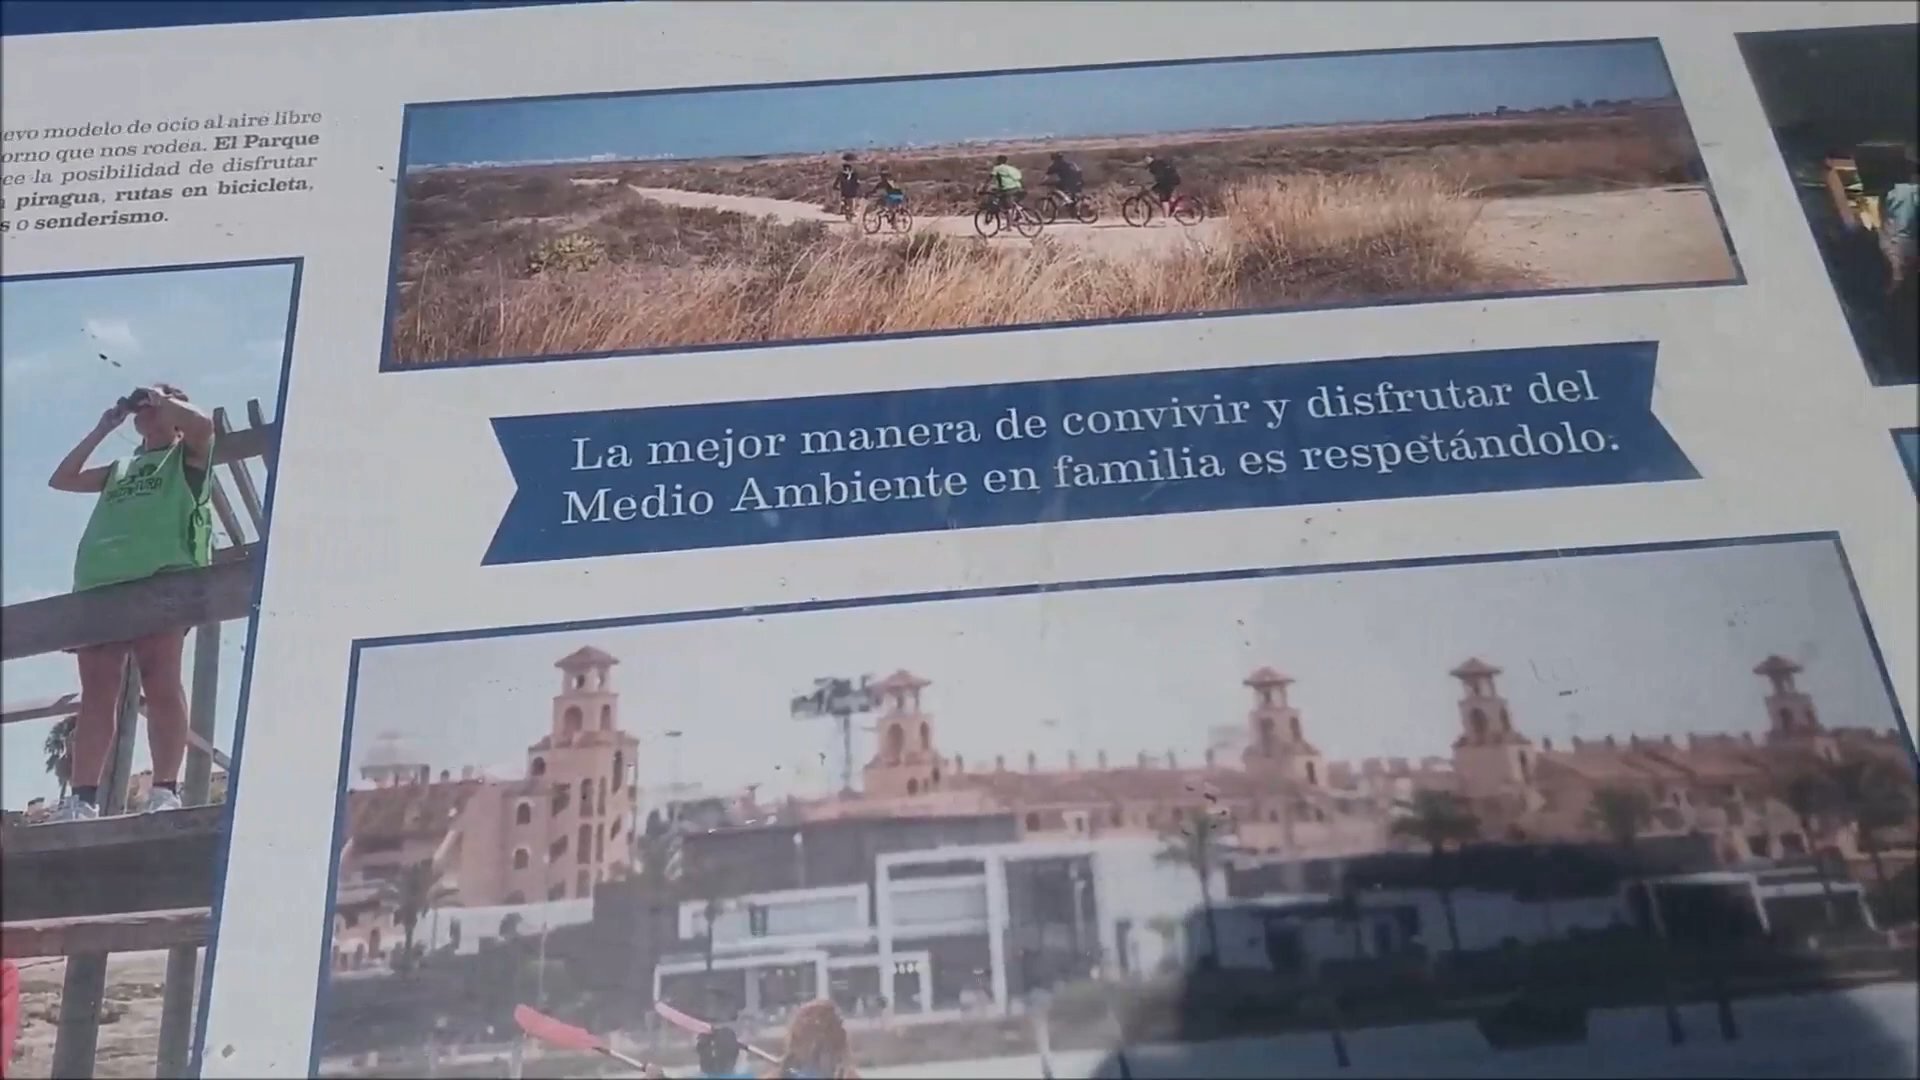 evo modelo de ocio al aire libre
orno que nos rodea. El Parque
ce la posibilidad de disfrutar
piragua, rutas en bicicleta,
s o senderismo.
La mejor manera de convivir y disfrutar del
Medio Ambiente en familia es respetándolo.